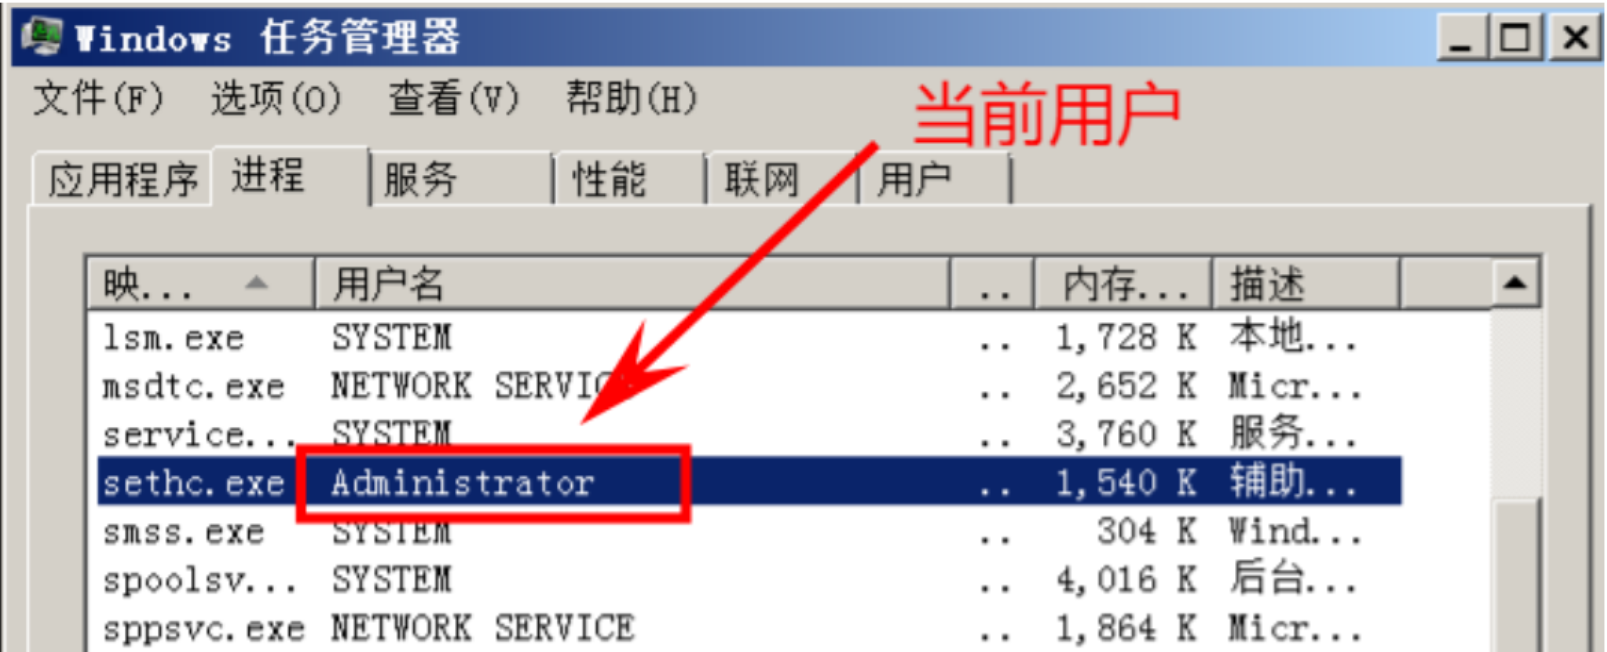 Windows 任务管理器
文件(F) 选项(O) 查看(V) 帮助(H)
当前用户
应用程序 进程 服务 性能 联网 用户
映... 用户名 .. 内存... 描述
lsm.exe SYSTEM .. 1,728 K 本地...
msdtc.exe NETWORK SERVICE .. 2,652 K Micr...
service... SYSTEM .. 3,760 K 服务...
sethc.exe Administrator .. 1,540 K 辅助...
smss.exe SYSTEM .. 304 K Wind...
spoolsv... SYSTEM .. 4,016 K 后台...
sppsvc.exe NETWORK SERVICE .. 1,864 K Micr...